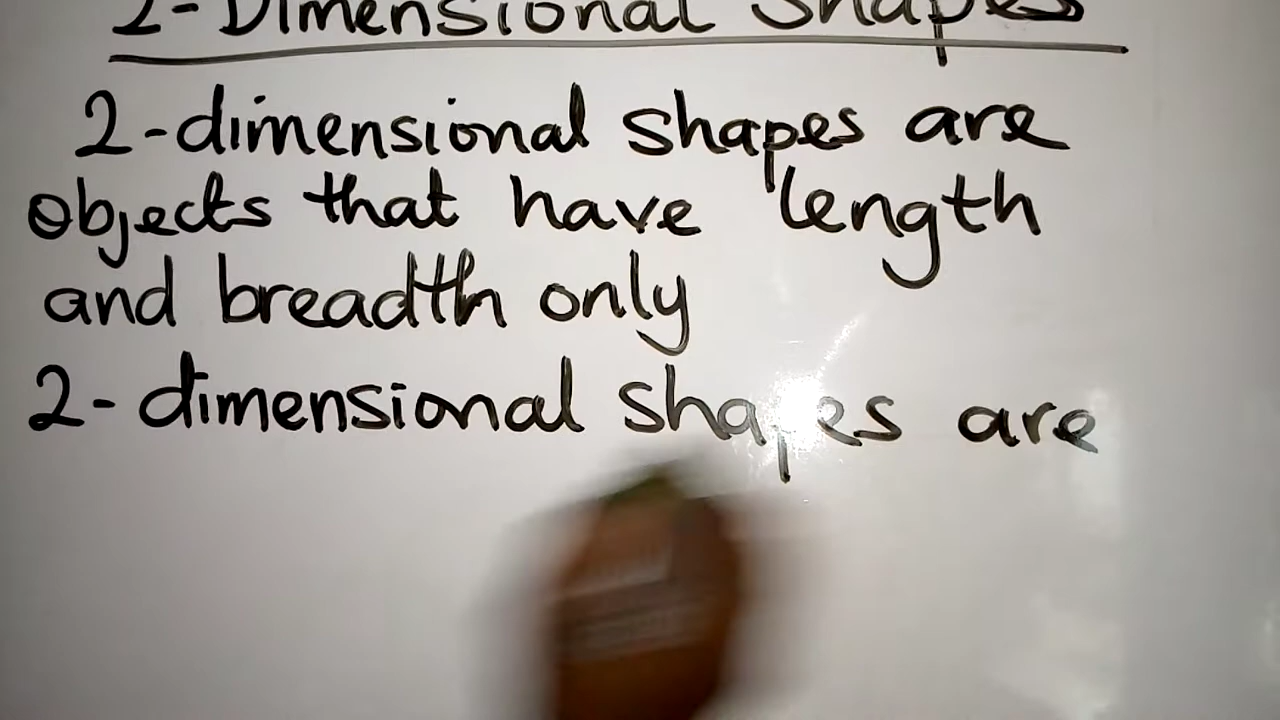 2-Dimensional Shapes
2-dimensional shapes are
objects that have length
and breadth only
2-dimensional shapes are